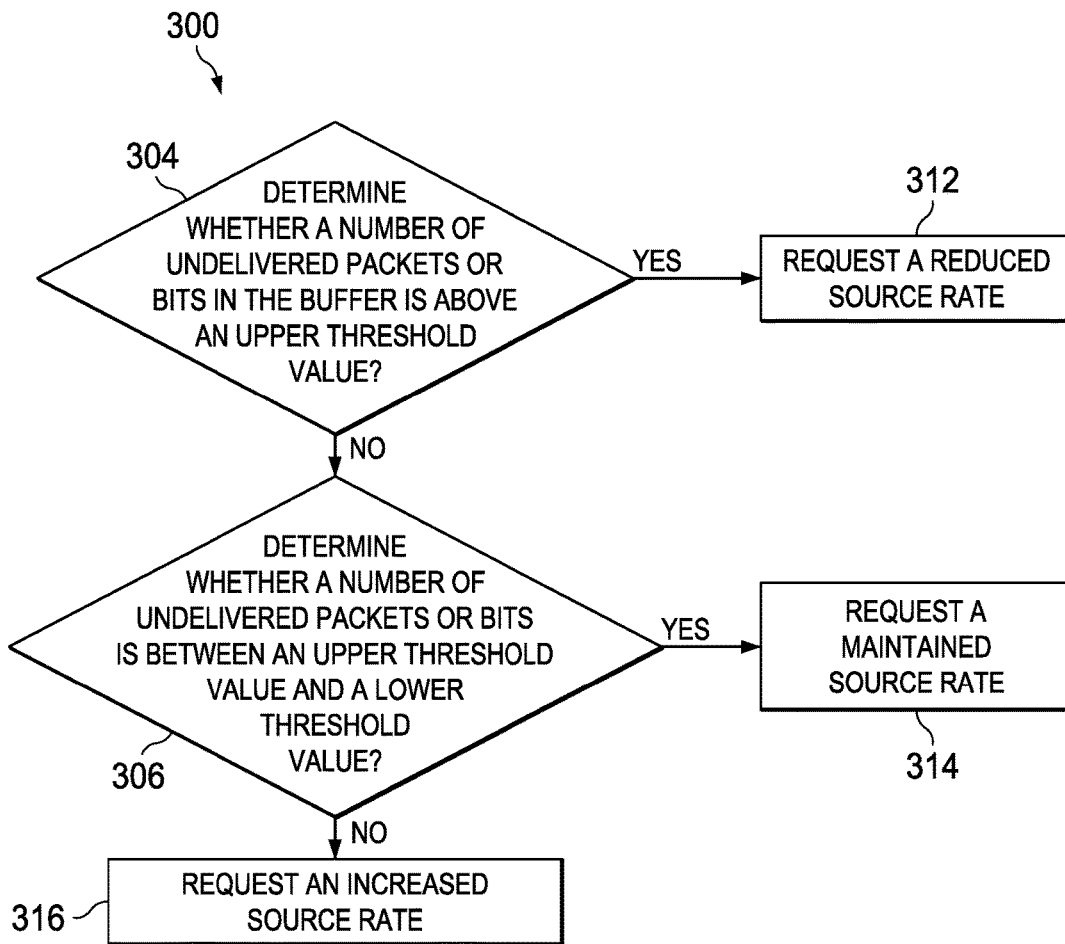 300
304
DETERMINE
WHETHER A NUMBER OF
UNDELIVERED PACKETS OR
BITS IN THE BUFFER IS ABOVE
AN UPPER THRESHOLD
VALUE?
YES
312
REQUEST A REDUCED
SOURCE RATE
NO
DETERMINE
WHETHER A NUMBER OF
UNDELIVERED PACKETS OR BITS
IS BETWEEN AN UPPER THRESHOLD
VALUE AND A LOWER
THRESHOLD
VALUE?
306
YES
REQUEST A
MAINTAINED
SOURCE RATE
314
NO
REQUEST AN INCREASED
SOURCE RATE
316